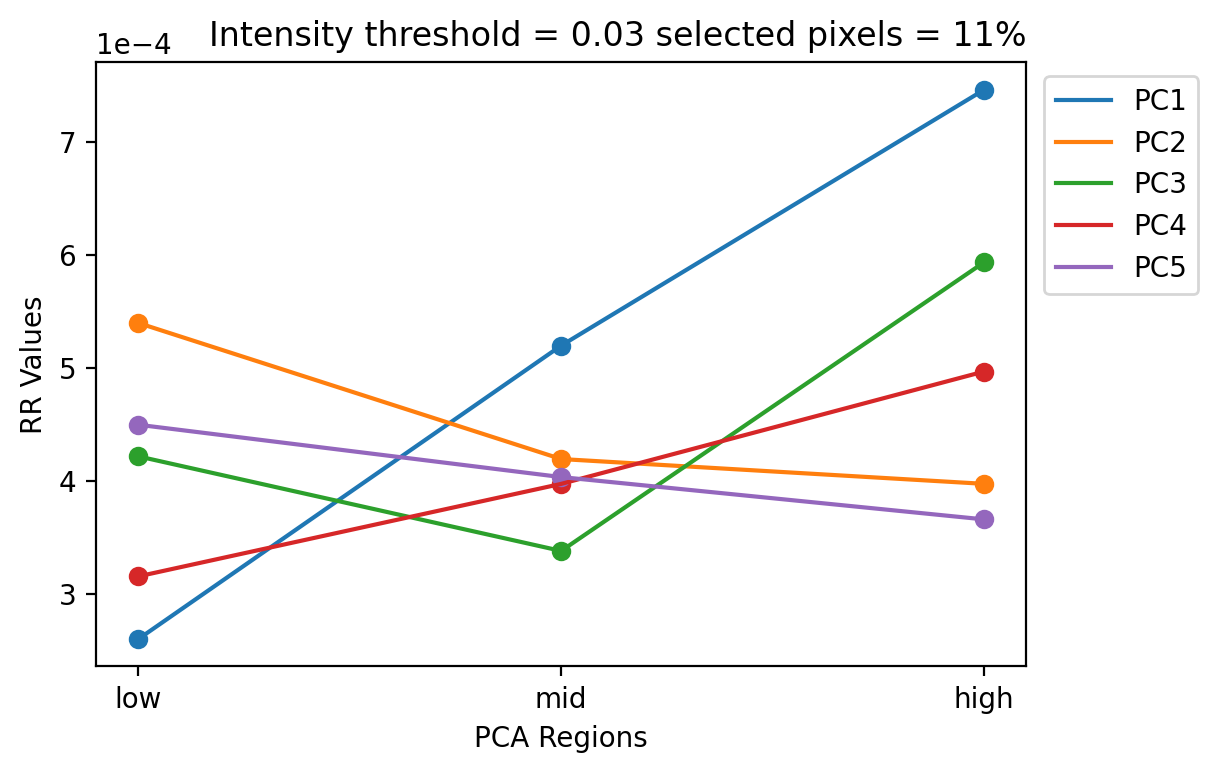 1e−4
Intensity threshold = 0.03 selected pixels = 11%
7
6
5
4
3
RR Values
low
mid
high
PCA Regions
PC1
PC2
PC3
PC4
PC5